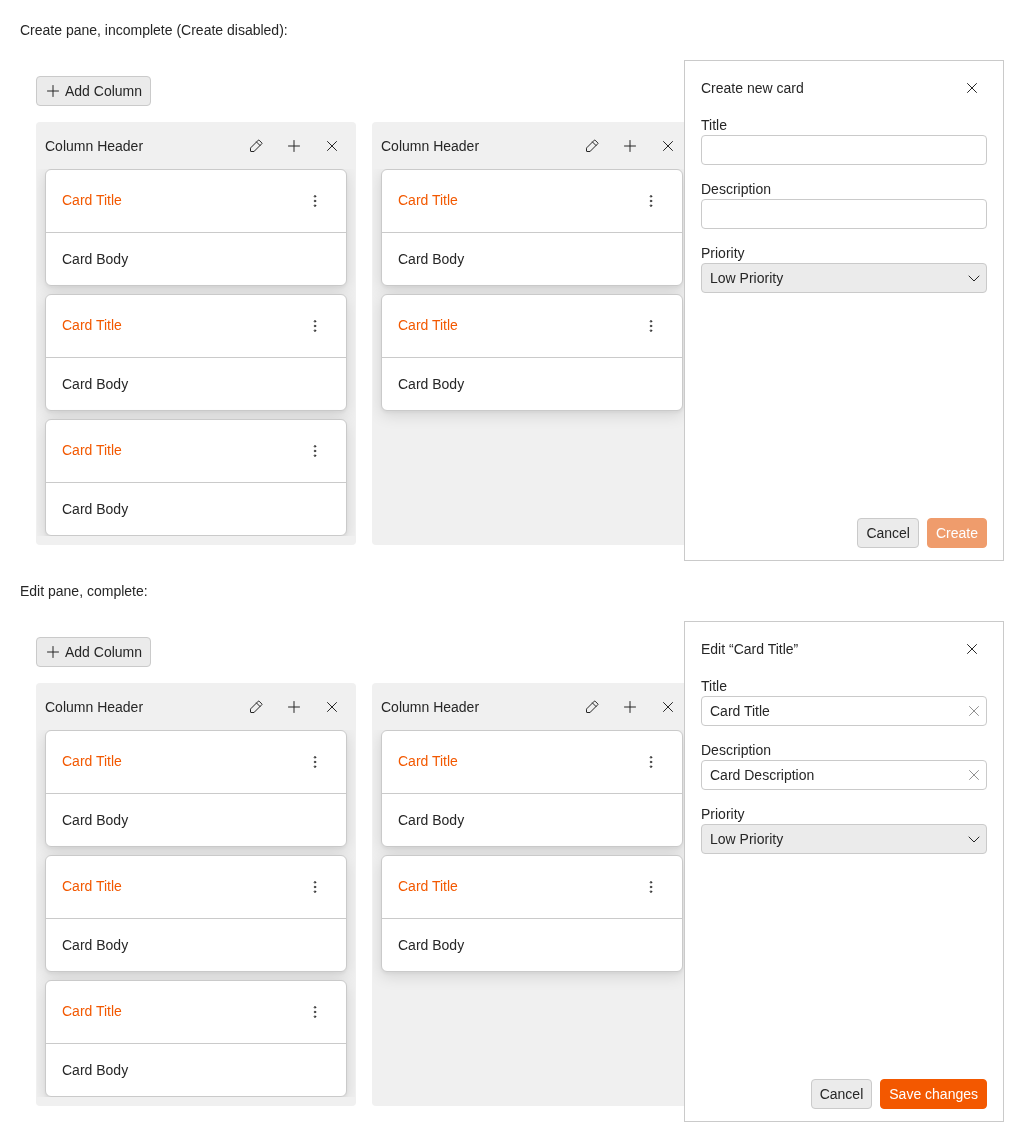 Create pane, incomplete (Create disabled):
Add Column
Column Header
Card Title
Card Body
Card Title
Card Body
Card Title
Card Body
Column Header
Card Title
Card Body
Card Title
Card Body
Create new card
Title
Description
Priority
Low Priority
Cancel
Create
Edit pane, complete:
Add Column
Column Header
Card Title
Card Body
Card Title
Card Body
Card Title
Card Body
Column Header
Card Title
Card Body
Card Title
Card Body
Edit “Card Title”
Title
Card Title
Description
Card Description
Priority
Low Priority
Cancel
Save changes